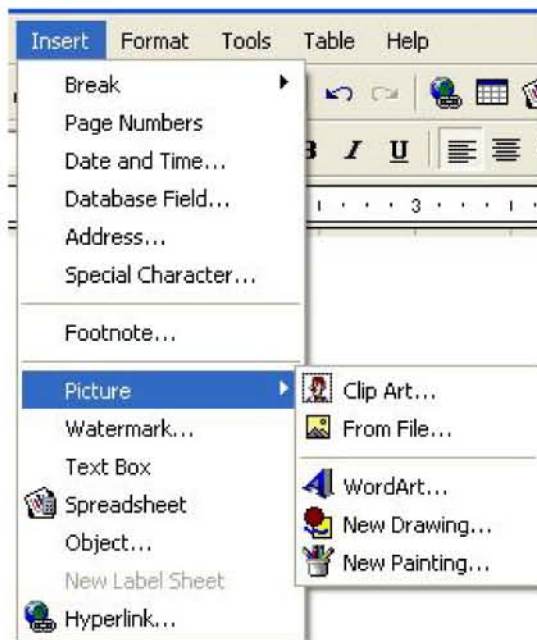 Insert Format Tools Table Help
Break
Page Numbers
Date and Time...
Database Field...
Address...
Special Character...
Footnote...
Picture
Watermark...
Text Box
Spreadsheet
Object...
New Label Sheet
Hyperlink...
I U
3
Clip Art...
From File...
WordArt...
New Drawing...
New Painting...